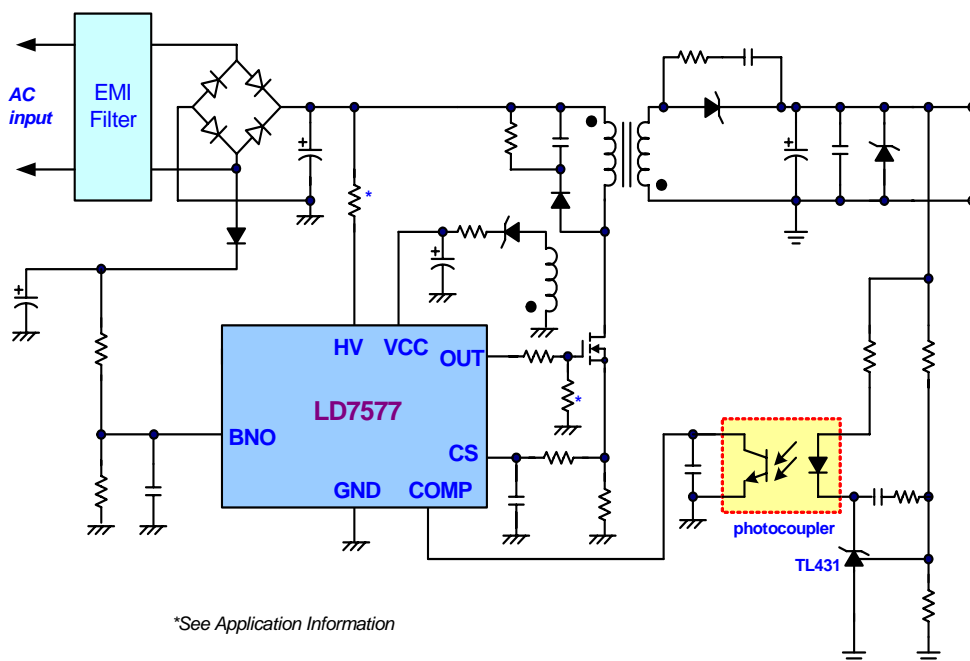 AC
input
EMI
Filter
+
+
+
+
*
HV
VCC
OUT
LD7577
*
BNO
CS
GND
COMP
photocoupler
TL431
*See Application Information